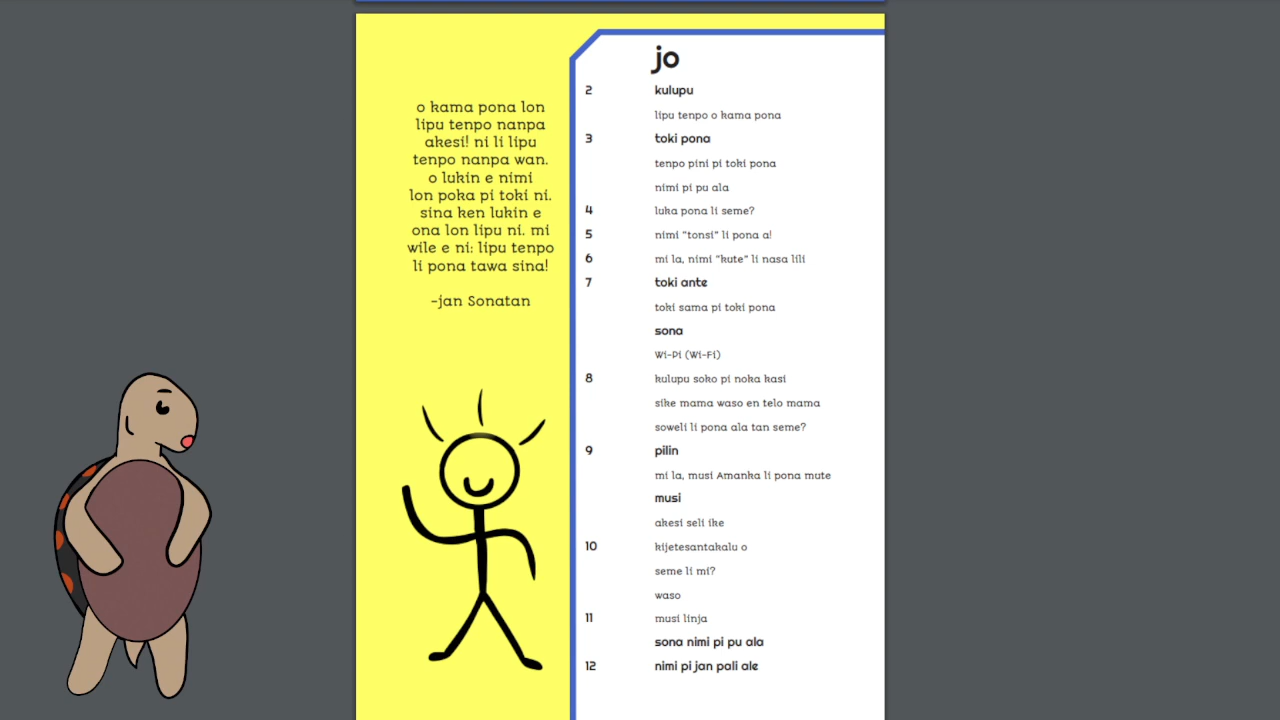 o kama pona lon
lipu tenpo nanpa
akesi! ni li lipu
tenpo nanpa wan.
o lukin e nimi
lon poka pi toki ni.
sina ken lukin e
ona lon lipu ni. mi
wile e ni: lipu tenpo
li pona tawa sina!
-jan Sonatan
jo
2 kulupu
lipu tenpo o kama pona
3 toki pona
tenpo pini pi toki pona
nimi pi pu ala
4 luka pona li seme?
5 nimi "tonsi" li pona a!
6 mi la, nimi "kute" li nasa lili
7 toki ante
toki sama pi toki pona
sona
Wi-Pi (Wi-Fi)
8 kulupu soko pi noka kasi
sike mama waso en telo mama
soweli li pona ala tan seme?
9 pilin
mi la, musi Amanka li pona mute
musi
akesi seli ike
10 kijetesantakalu o
seme li mi?
waso
11 musi linja
sona nimi pi pu ala
12 nimi pi jan pali ale